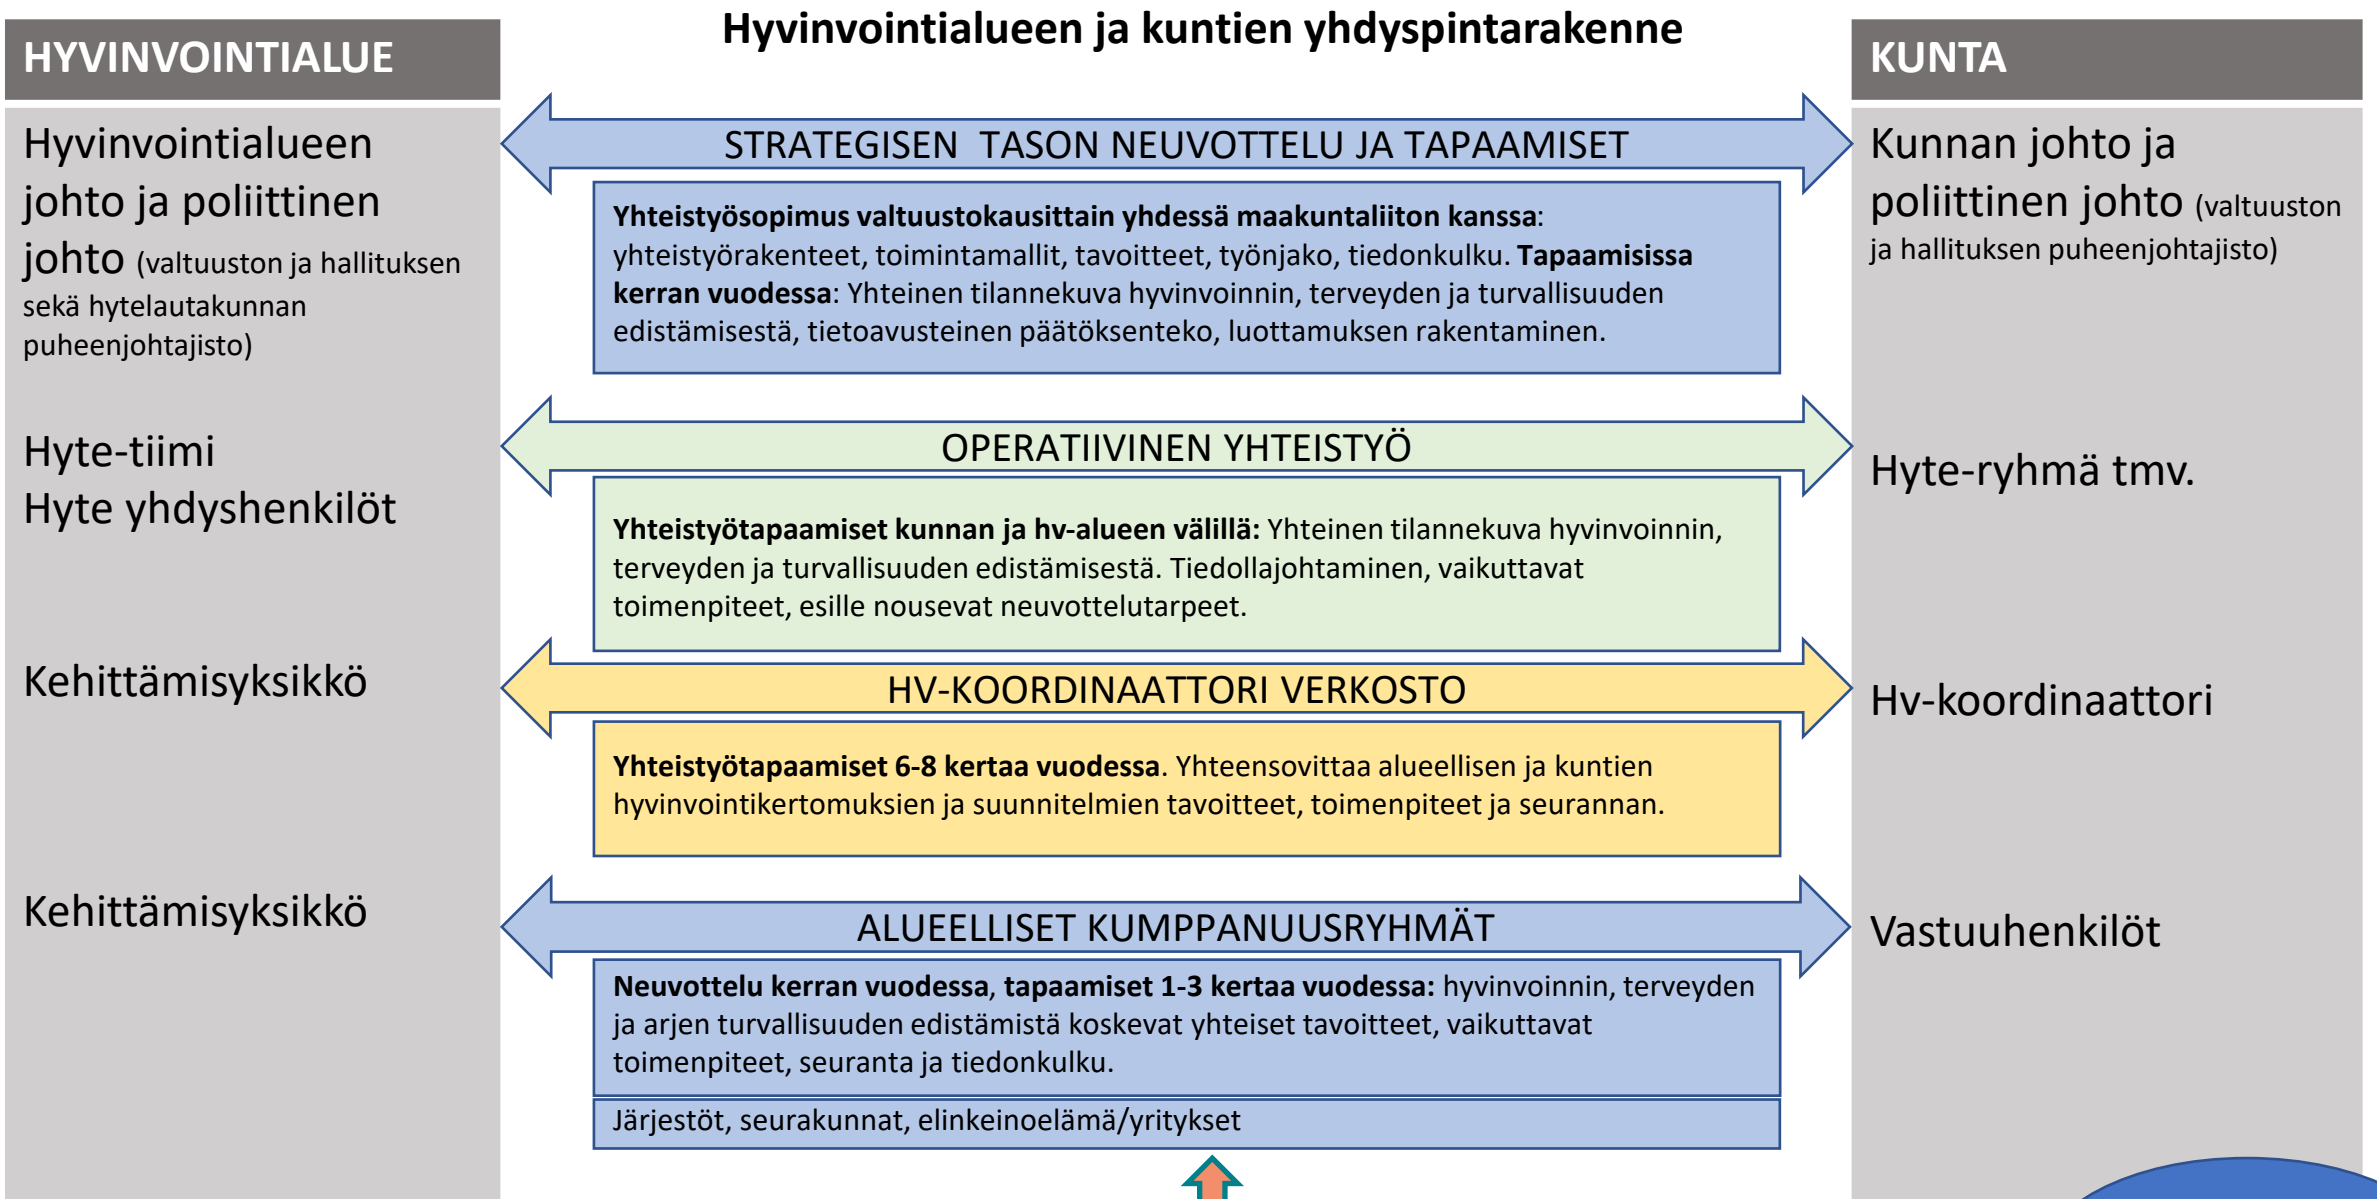 Hyvinvointialueen ja kuntien yhdyspintarakenne
HYVINVOINTIALUE
KUNTA
Hyvinvointialueen
johto ja poliittinen
johto (valtuuston ja hallituksen
sekä hytelautakunnan
puheenjohtajisto)
STRATEGISEN TASON NEUVOTTELU JA TAPAAMISET
Yhteistyösopimus valtuustokausittain yhdessä maakuntaliiton kanssa:
yhteistyörakenteet, toimintamallit, tavoitteet, työnjako, tiedonkulku. Tapaamisissa
kerran vuodessa: Yhteinen tilannekuva hyvinvoinnin, terveyden ja turvallisuuden
edistämisestä, tietoavusteinen päätöksenteko, luottamuksen rakentaminen.
Kunnan johto ja
poliittinen johto (valtuuston
ja hallituksen puheenjohtajisto)
Hyte-tiimi
Hyte yhdyshenkilöt
OPERATIIVINEN YHTEISTYÖ
Yhteistyötapaamiset kunnan ja hv-alueen välillä: Yhteinen tilannekuva hyvinvoinnin,
terveyden ja turvallisuuden edistämisestä. Tiedollajohtaminen, vaikuttavat
toimenpiteet, esille nousevat neuvottelutarpeet.
Hyte-ryhmä tmv.
Kehittämisyksikkö
HV-KOORDINAATTORI VERKOSTO
Yhteistyötapaamiset 6-8 kertaa vuodessa. Yhteensovittaa alueellisen ja kuntien
hyvinvointikertomuksien ja suunnitelmien tavoitteet, toimenpiteet ja seurannan.
Hv-koordinaattori
Kehittämisyksikkö
ALUEELLISET KUMPPANUUSRYHMÄT
Neuvottelu kerran vuodessa, tapaamiset 1-3 kertaa vuodessa: hyvinvoinnin, terveyden
ja arjen turvallisuuden edistämistä koskevat yhteiset tavoitteet, vaikuttavat
toimenpiteet, seuranta ja tiedonkulku.
Järjestöt, seurakunnat, elinkeinoelämä/yritykset
Vastuuhenkilöt